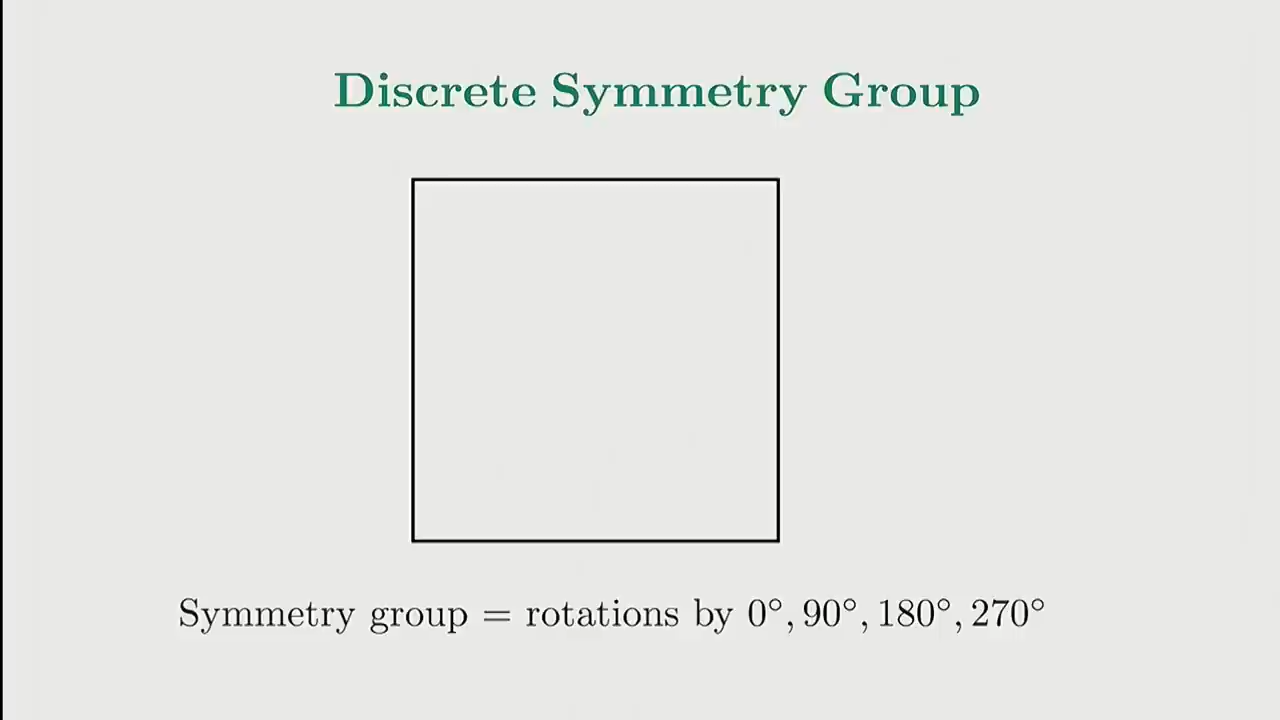 Discrete Symmetry Group
Symmetry group = rotations by 0°, 90°, 180°, 270°